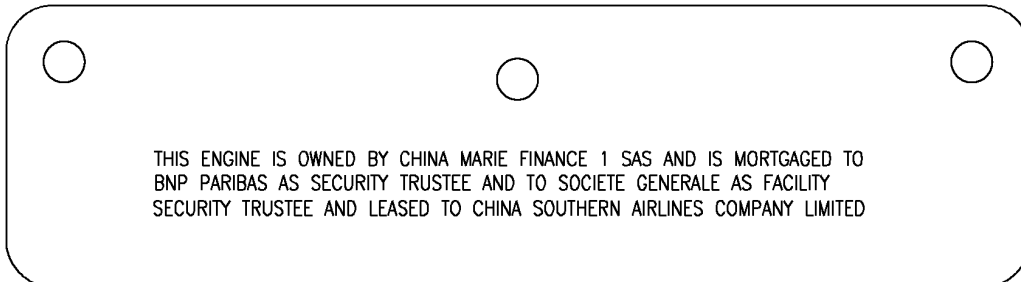 THIS ENGINE IS OWNED BY CHINA MARIE FINANCE 1 SAS AND IS MORTGAGED TO
BNP PARIBAS AS SECURITY TRUSTEE AND TO SOCIETE GENERALE AS FACILITY
SECURITY TRUSTEE AND LEASED TO CHINA SOUTHERN AIRLINES COMPANY LIMITED